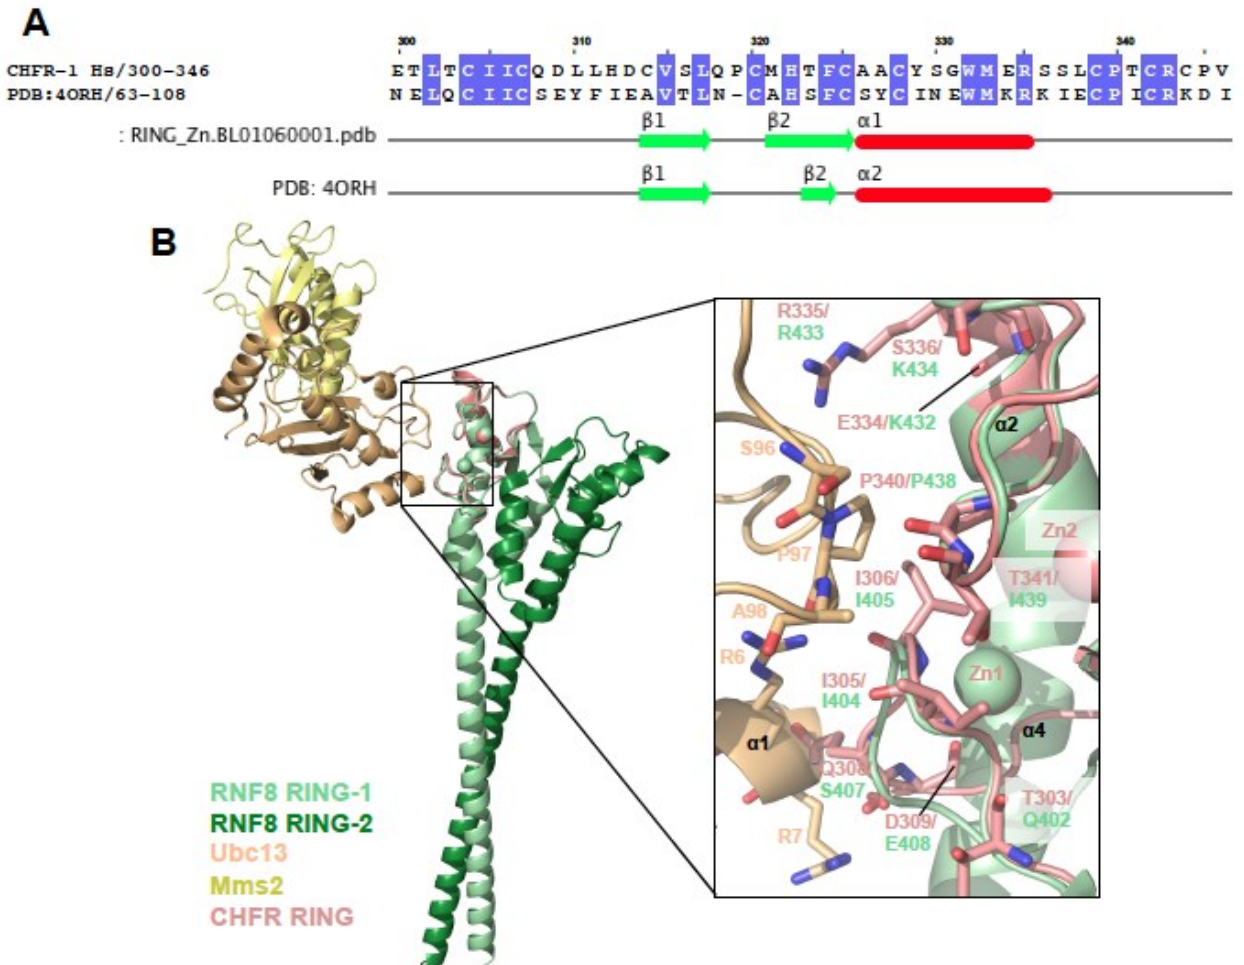 A
300 310 320 330 340
CHFR-1 Hs/300-346 ETLTCIICQDLLHDCVSLQPCMHTFCAACYSGWMERSSLCPTCRCPV
PDB:4ORH/63-108 NELQCIICSEYFIEAVTLN-CAHSFCSYCINEWMKRKIECPICRKDI
β1 β2 α1
: RING_Zn.BL01060001.pdb
β1 β2 α2
PDB: 4ORH
B
R335/
R433
S336/
K434
E334/K432
α2
S96
P340/P438
Zn2
P97
I306/
I405
T341/
I439
A98
R6
Zn1
I305/
I404
α1
α4
Q308/
S407
T303/
Q402
D309/
E408
R7
RNF8 RING-1
RNF8 RING-2
Ubc13
Mms2
CHFR RING